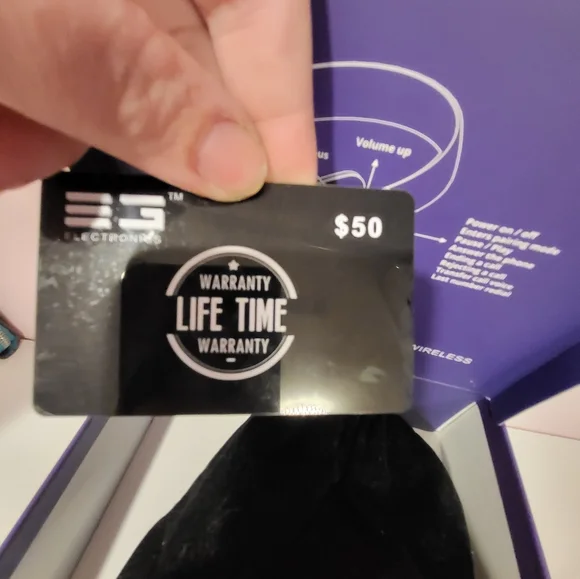 us
Volume up
3G™
ELECTRONICS
$50
WARRANTY
LIFE TIME
WARRANTY
Power on / off
Enters pairing mode
Pause / Play
Answer the phone
Ending a call
Rejecting a call
Transfer call voice
Last number redial
WIRELESS